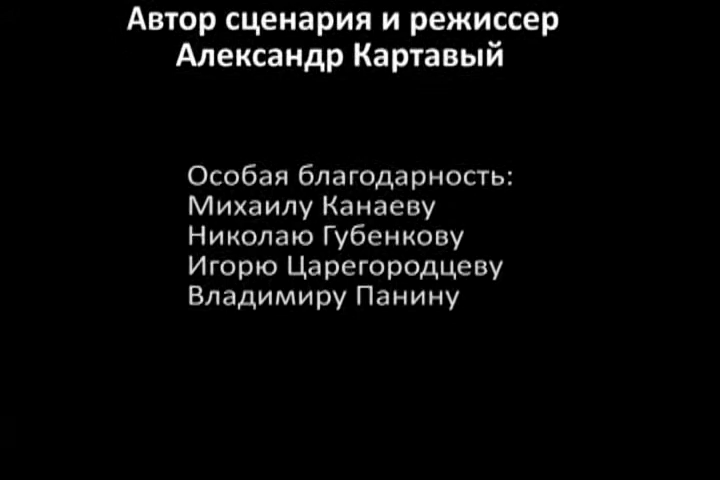 Автор сценария и режиссер
Александр Картавый
Особая благодарность:
Михаилу Канаеву
Николаю Губенкову
Игорю Царегородцеву
Владимиру Панину